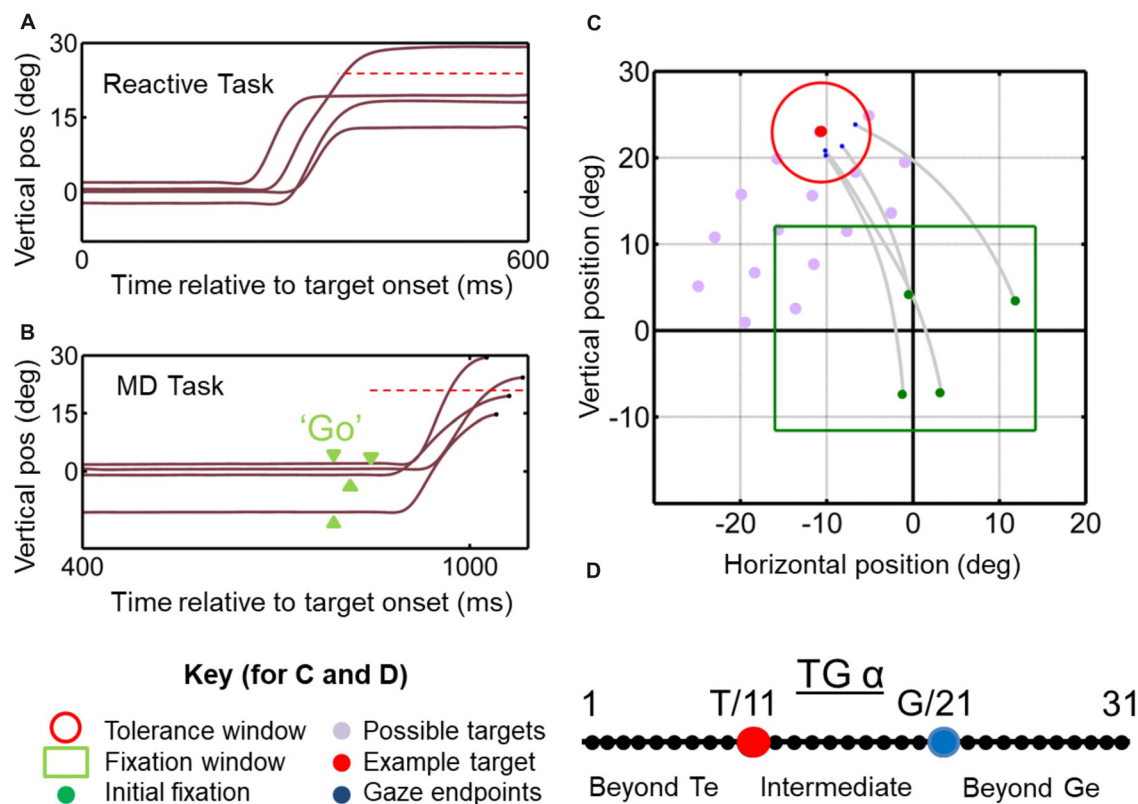 A
30
15
0
Vertical pos (deg)
Reactive Task
0
600
Time relative to target onset (ms)
B
30
15
0
Vertical pos (deg)
MD Task
'Go'
400
1000
Time relative to target onset (ms)
C
30
20
10
0
-10
Vertical position (deg)
-20
-10
0
10
20
Horizontal position (deg)
D
TG α
1
T/11
G/21
31
Beyond Te
Intermediate
Beyond Ge
Key (for C and D)
Tolerance window
Possible targets
Fixation window
Example target
Initial fixation
Gaze endpoints